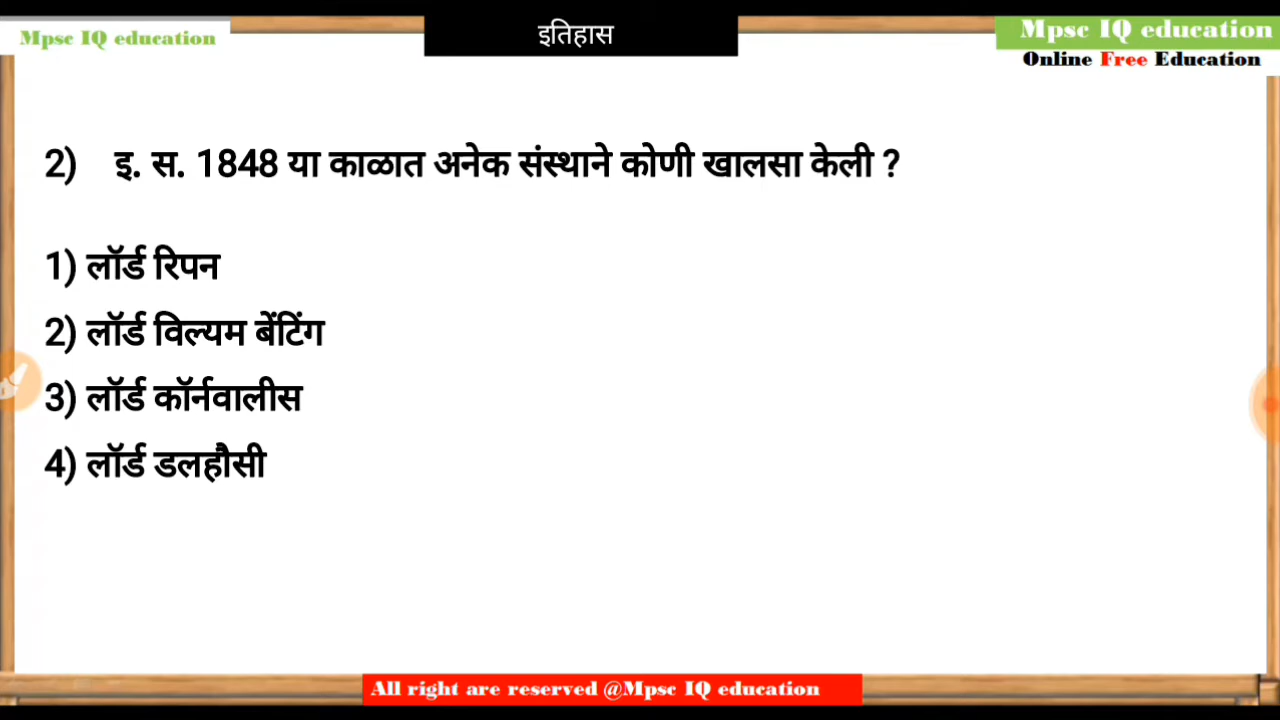 Mpsc IQ education
इतिहास
Mpsc IQ education
Online Free Education
2) इ. स. 1848 या काळात अनेक संस्थाने कोणी खालसा केली ?
1) लॉर्ड रिपन
2) लॉर्ड विल्यम बेंटिंग
3) लॉर्ड कॉर्नवालीस
4) लॉर्ड डलहौसी
All right are reserved @Mpsc IQ education